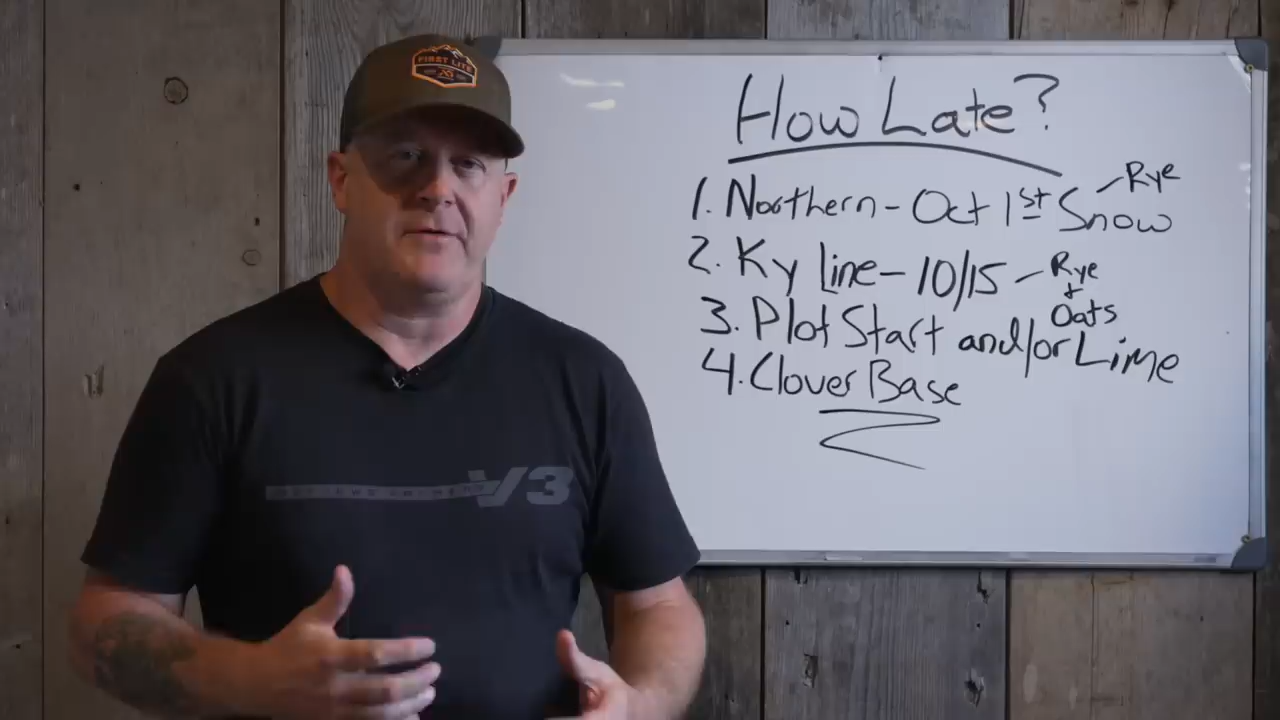 FIRST LITE
V3
How Late?
1. Northern - Oct 1st Snow - Rye
2. Ky Line - 10/15 - Rye + Oats
3. Plot Start and/or Lime
4. Clover Base